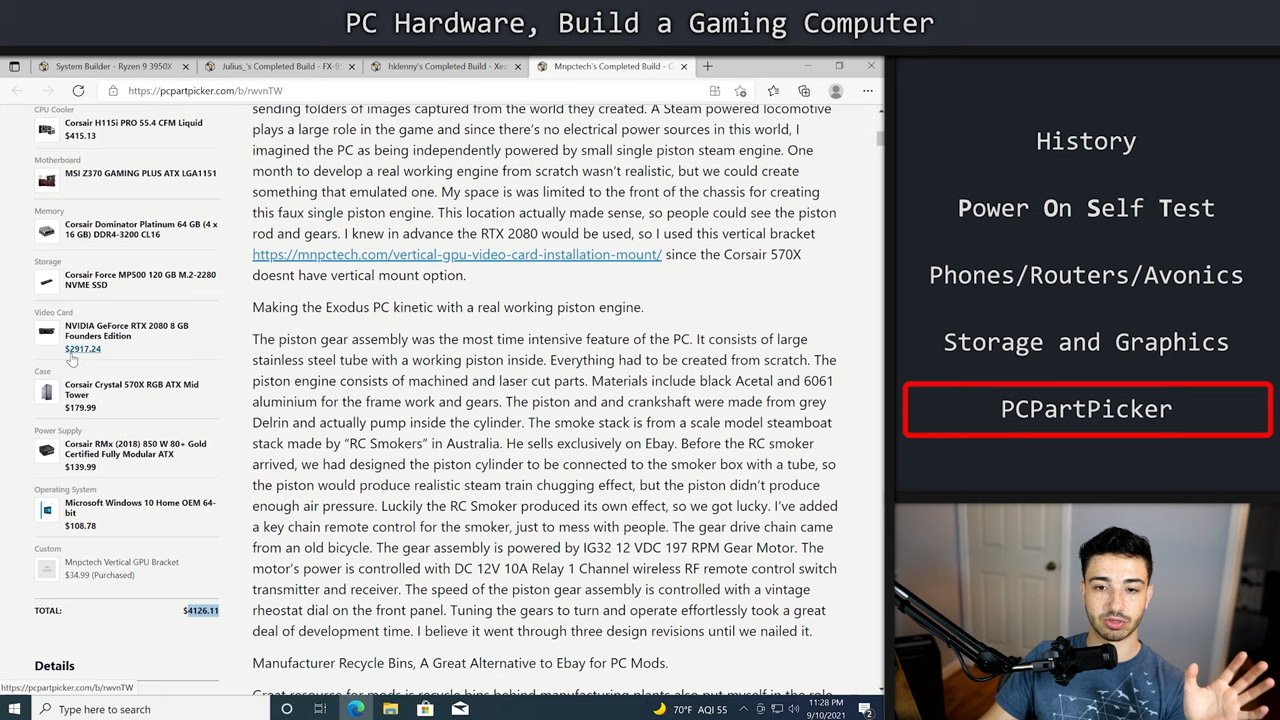 PC Hardware, Build a Gaming Computer
System Builder - Ryzen 9 3950X
Julius_'s Completed Build - FX-9
hklenny's Completed Build - Xeo
Mnpctech's Completed Build - G
https://pcpartpicker.com/b/rwvnTW
CPU Cooler
Corsair H115i PRO 55.4 CFM Liquid
$415.13
Motherboard
MSI Z370 GAMING PLUS ATX LGA1151
Memory
Corsair Dominator Platinum 64 GB (4 x
16 GB) DDR4-3200 CL16
Storage
Corsair Force MP500 120 GB M.2-2280
NVME SSD
Video Card
NVIDIA GeForce RTX 2080 8 GB
Founders Edition
$2917.24
Case
Corsair Crystal 570X RGB ATX Mid
Tower
$179.99
Power Supply
Corsair RMx (2018) 850 W 80+ Gold
Certified Fully Modular ATX
$139.99
Operating System
Microsoft Windows 10 Home OEM 64-
bit
$108.78
Custom
Mnpctech Vertical GPU Bracket
$34.99 (Purchased)
TOTAL: $4126.11
Details
https://pcpartpicker.com/b/rwvnTW
sending folders of images captured from the world they created. A Steam powered locomotive
plays a large role in the game and since there's no electrical power sources in this world, I
imagined the PC as being independently powered by small single piston steam engine. One
month to develop a real working engine from scratch wasn't realistic, but we could create
something that emulated one. My space is was limited to the front of the chassis for creating
this faux single piston engine. This location actually made sense, so people could see the piston
rod and gears. I knew in advance the RTX 2080 would be used, so I used this vertical bracket
https://mnpctech.com/vertical-gpu-video-card-installation-mount/ since the Corsair 570X
doesnt have vertical mount option.
Making the Exodus PC kinetic with a real working piston engine.
The piston gear assembly was the most time intensive feature of the PC. It consists of large
stainless steel tube with a working piston inside. Everything had to be created from scratch. The
piston engine consists of machined and laser cut parts. Materials include black Acetal and 6061
aluminium for the frame work and gears. The piston and and crankshaft were made from grey
Delrin and actually pump inside the cylinder. The smoke stack is from a scale model steamboat
stack made by "RC Smokers" in Australia. He sells exclusively on Ebay. Before the RC smoker
arrived, we had designed the piston cylinder to be connected to the smoker box with a tube, so
the piston would produce realistic steam train chugging effect, but the piston didn't produce
enough air pressure. Luckily the RC Smoker produced its own effect, so we got lucky. I've added
a key chain remote control for the smoker, just to mess with people. The gear drive chain came
from an old bicycle. The gear assembly is powered by IG32 12 VDC 197 RPM Gear Motor. The
motor's power is controlled with DC 12V 10A Relay 1 Channel wireless RF remote control switch
transmitter and receiver. The speed of the piston gear assembly is controlled with a vintage
rheostat dial on the front panel. Tuning the gears to turn and operate effortlessly took a great
deal of development time. I believe it went through three design revisions until we nailed it.
Manufacturer Recycle Bins, A Great Alternative to Ebay for PC Mods.
Great resource for mods is recycle bins behind manufacturing plants
History
Power On Self Test
Phones/Routers/Avonics
Storage and Graphics
PCPartPicker
Type here to search
70°F AQI 55
11:28 PM
9/10/2021
2